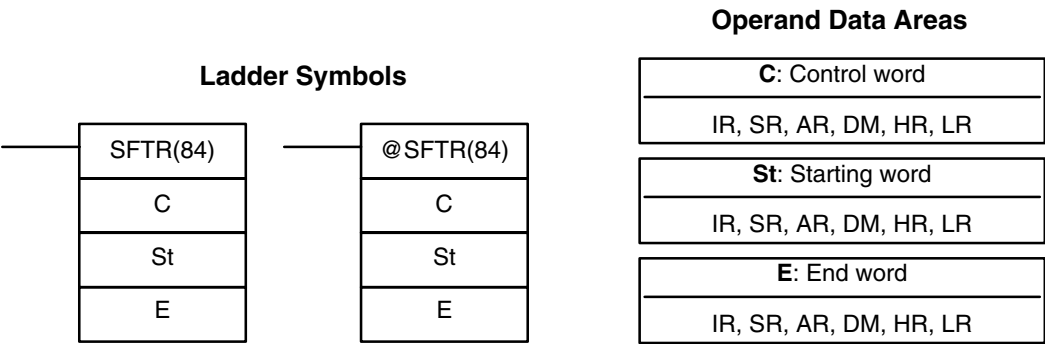 Operand Data Areas
Ladder Symbols
C: Control word
IR, SR, AR, DM, HR, LR
St: Starting word
IR, SR, AR, DM, HR, LR
E: End word
IR, SR, AR, DM, HR, LR
SFTR(84)
C
St
E
@SFTR(84)
C
St
E